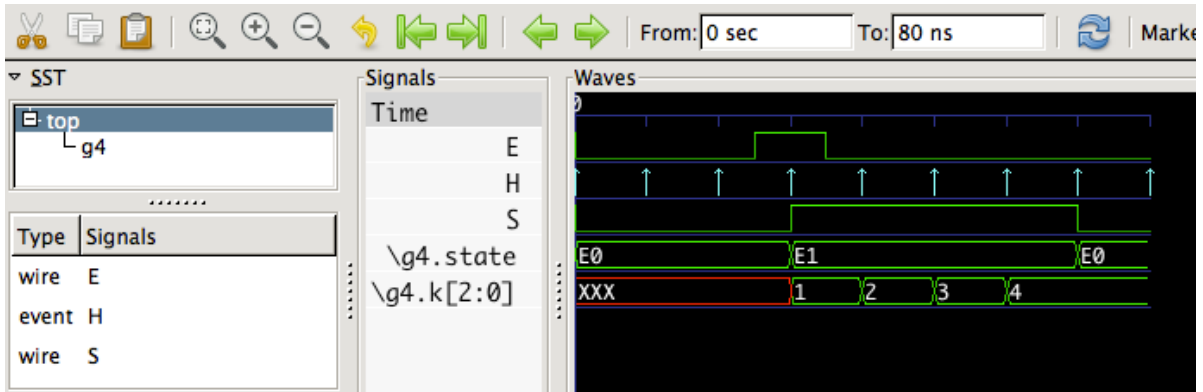 From: 0 sec To: 80 ns Marke
SST
Signals
Waves
top
g4
Time
0
E
H
S
\g4.state
E0 E1 E0
\g4.k[2:0]
XXX 1 2 3 4
Type Signals
wire E
event H
wire S